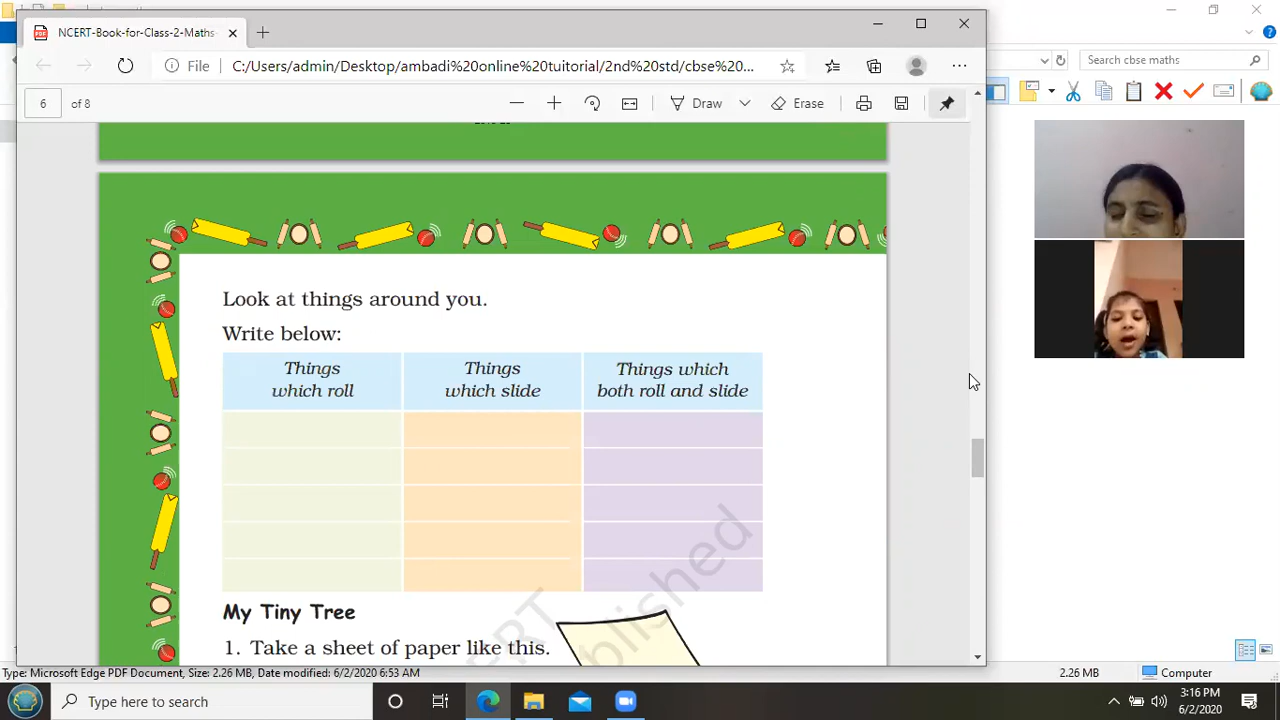 NCERT-Book-for-Class-2-Maths-
File C:/Users/admin/Desktop/ambadi%20online%20tuitorial/2nd%20std/cbse%20...
Search cbse maths
6 of 8
Draw
Erase
Look at things around you.
Write below:
Things which roll
Things which slide
Things which both roll and slide
My Tiny Tree
1. Take a sheet of paper like this.
Type: Microsoft Edge PDF Document, Size: 2.26 MB, Date modified: 6/2/2020 6:53 AM
2.26 MB
Computer
Type here to search
3:16 PM
6/2/2020